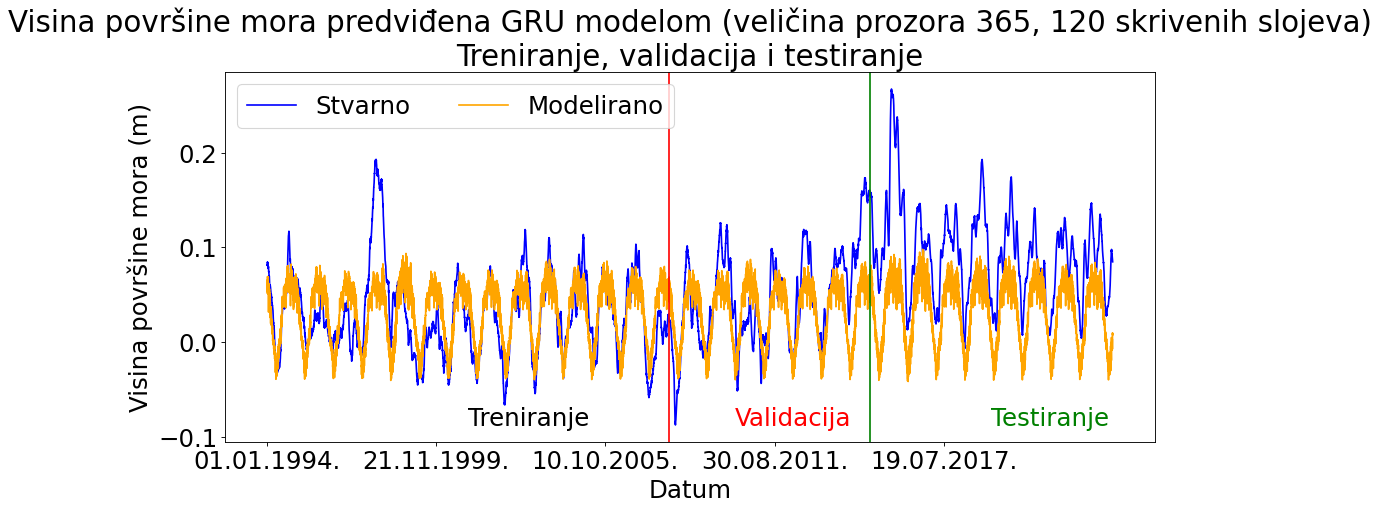 Visina površine mora predviđena GRU modelom (veličina prozora 365, 120 skrivenih slojeva)
Treniranje, validacija i testiranje
Stvarno
Modelirano
Visina površine mora (m)
0.2
0.1
0.0
−0.1
Treniranje
Validacija
Testiranje
01.01.1994.
21.11.1999.
10.10.2005.
30.08.2011.
19.07.2017.
Datum